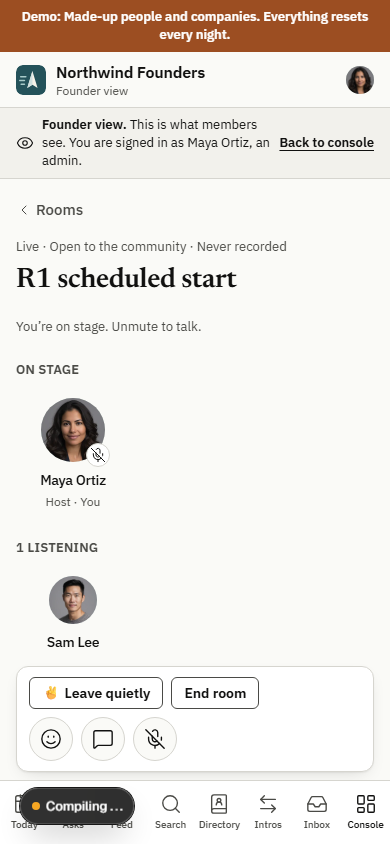 Demo: Made-up people and companies. Everything resets
every night.
Northwind Founders
Founder view
Founder view. This is what members
see. You are signed in as Maya Ortiz, an
admin.
Back to console
Rooms
Live · Open to the community · Never recorded
R1 scheduled start
You’re on stage. Unmute to talk.
ON STAGE
Maya Ortiz
Host · You
1 LISTENING
Sam Lee
Leave quietly
End room
Compiling ...
Today Asks Feed Search Directory Intros Inbox Console